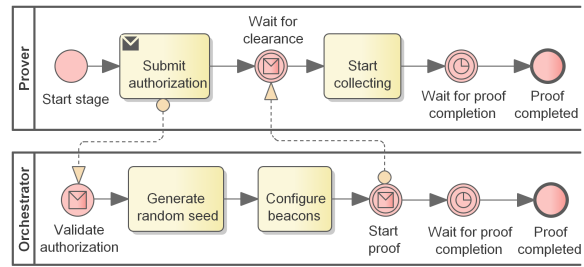 Prover
Start stage
Submit
authorization
Wait for
clearance
Start
collecting
Wait for proof
completion
Proof
completed
Orchestrator
Validate
authorization
Generate
random seed
Configure
beacons
Start
proof
Wait for proof
completion
Proof
completed